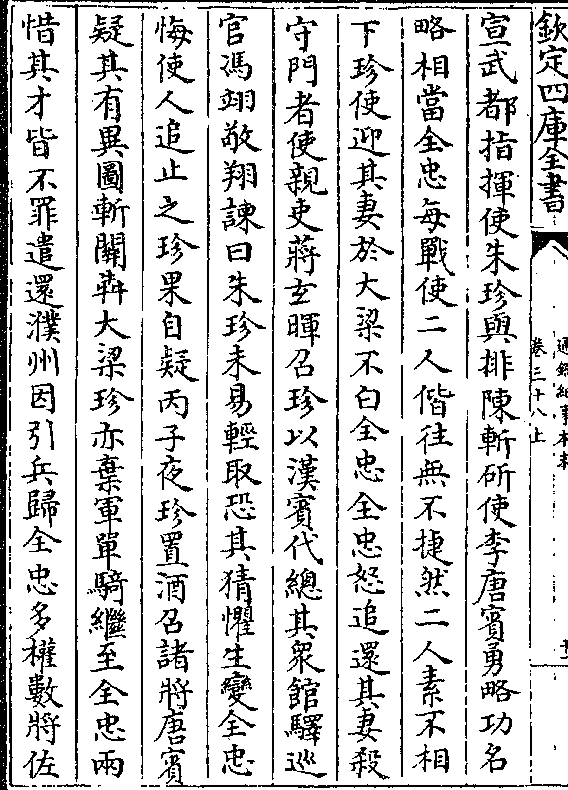 欽定四庫全書
通鑑紀事本末
卷三十八上
宣武都指揮使朱珍與排陳斬斫使李唐賓勇略功名
略相當全忠每戰使二人偕往無不捷然二人素不相
下珍使迎其妻於大梁不白全忠全忠怒追還其妻殺
守門者使親吏蔣玄暉召珍以漢賓代總其衆館驛巡
官馮翊敬翔諫曰朱珍未易輕取恐其猜懼生變全忠
悔使人追止之珍果自疑丙子夜珍置酒召諸將唐賓
疑其有異圖斬關奔大梁珍亦棄軍單騎繼至全忠兩
惜其才皆不罪遣還濮州因引兵歸全忠多權數將佐